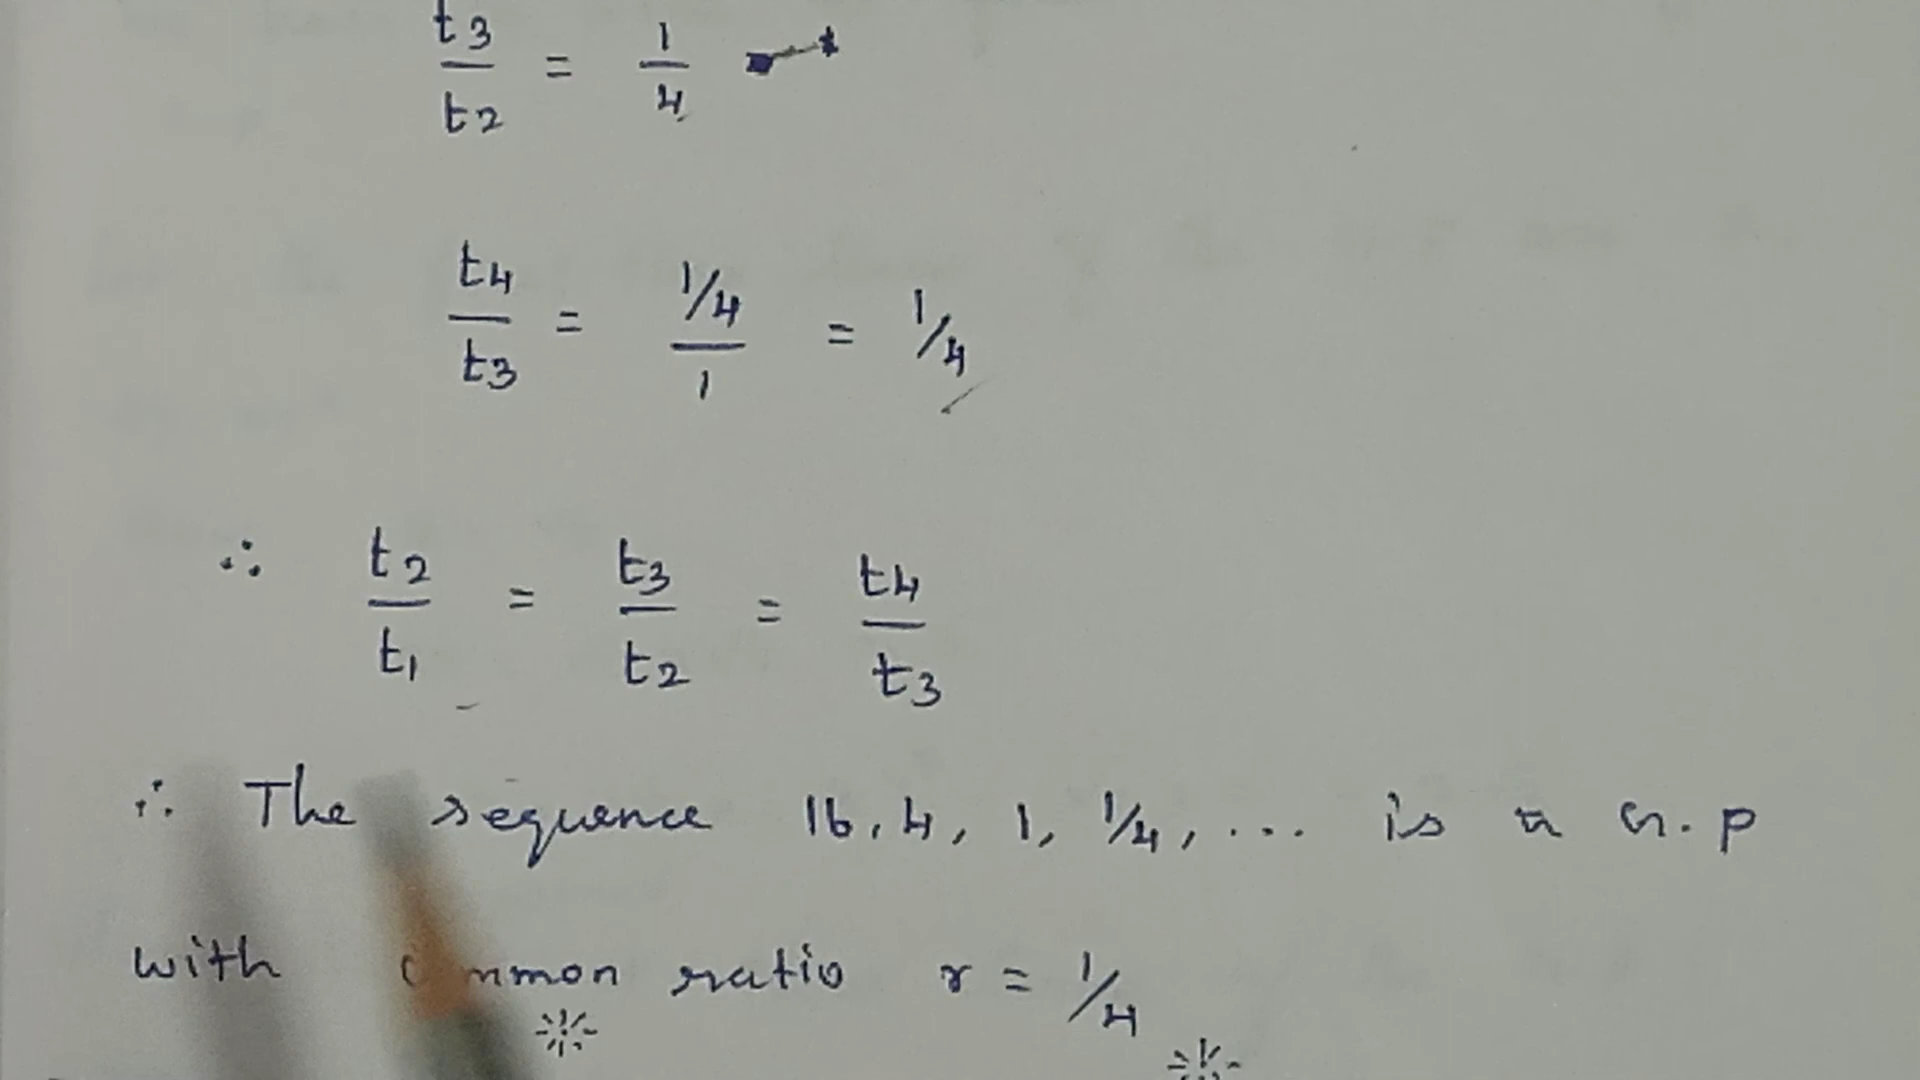 t3/t2 = 1/4
t4/t3 = 1/4/1 = 1/4
∴ t2/t1 = t3/t2 = t4/t3
∴ The sequence 16, 4, 1, 1/4, ... is a G.P
with common ratio r = 1/4